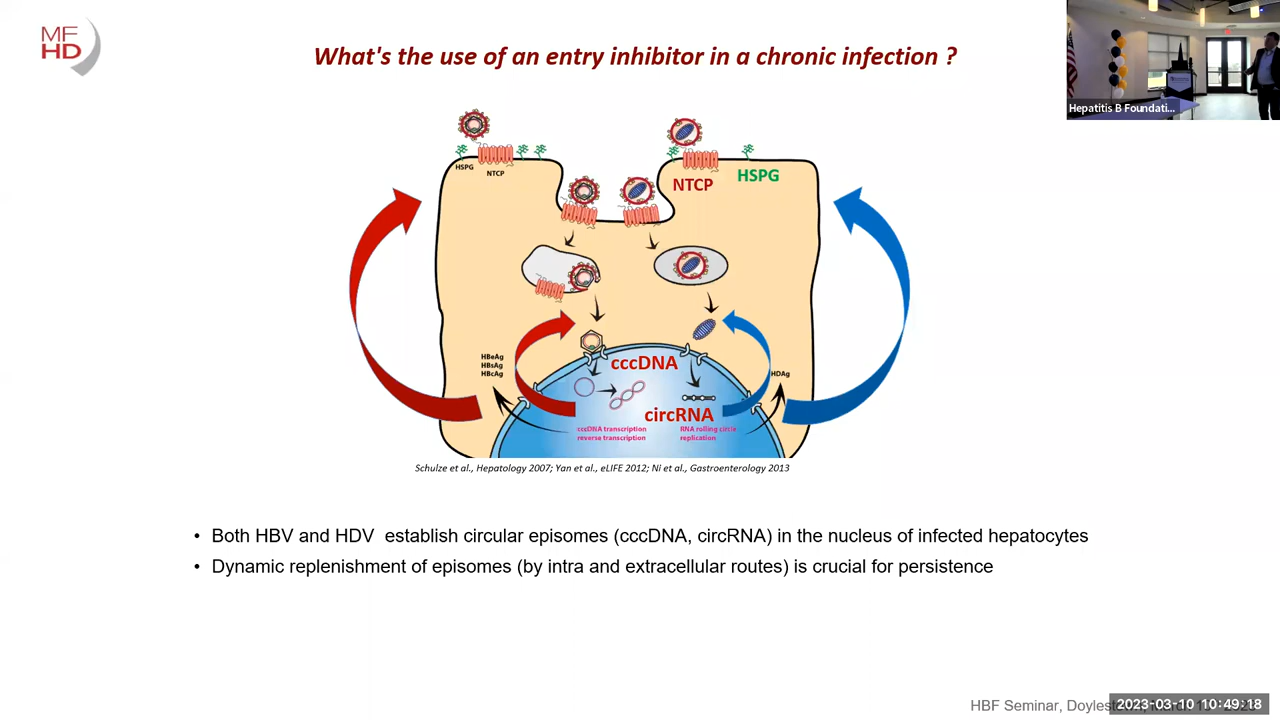 MF
HD
What's the use of an entry inhibitor in a chronic infection ?
Hepatitis B Foundati...
HSPG
NTCP
NTCP
HSPG
HBeAg
HBsAg
HBcAg
cccDNA
HDAg
circRNA
cccDNA transcription
reverse transcription
RNA rolling circle
replication
Schulze et al., Hepatology 2007; Yan et al., eLIFE 2012; Ni et al., Gastroenterology 2013
• Both HBV and HDV establish circular episomes (cccDNA, circRNA) in the nucleus of infected hepatocytes
• Dynamic replenishment of episomes (by intra and extracellular routes) is crucial for persistence
HBF Seminar,
2023-03-10 10:49:18